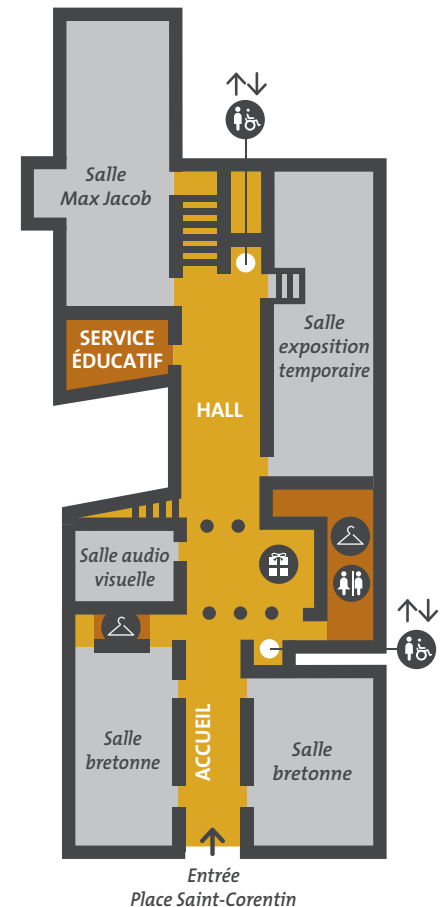 Salle
Max Jacob
SERVICE
ÉDUCATIF
Salle
exposition
temporaire
HALL
Salle audio
visuelle
ACCUEIL
Salle
bretonne
Salle
bretonne
Entrée
Place Saint-Corentin